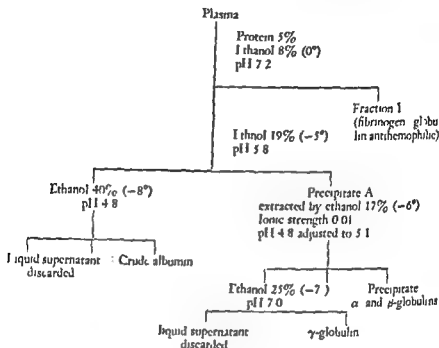 Plasma
Protein 5%
Ethanol 8% (0°)
pH 7 2
Fraction I
(fibrinogen globu
lin antihemophilic)
Ethnol 19% (−5°)
pH 5 8
Ethanol 40% (−8°)
pH 4 8
Precipitate A
extracted by ethanol 17% (−6°)
Ionic strength 0 01
pH 4 8 adjusted to 5 1
Liquid supernatant
discarded
Crude albumin
Ethanol 25% (−7 )
pH 7 0
Precipitate
α and β-globulins
liquid supernatant
discarded
γ-globulin